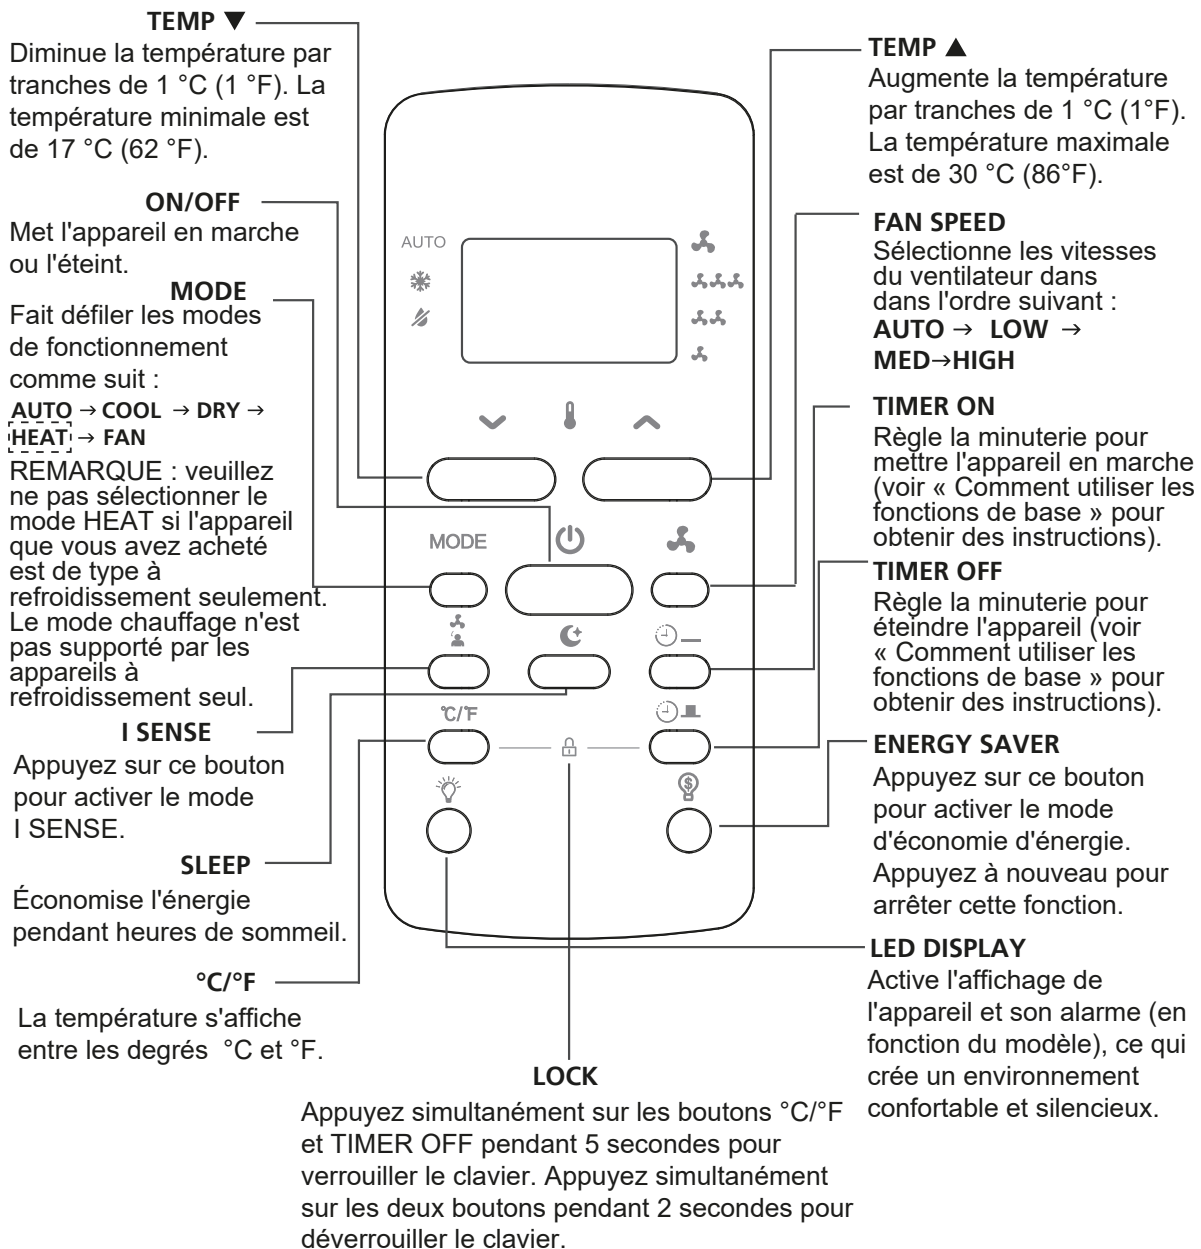 TEMP ▼
Diminue la température par
tranches de 1 °C (1 °F). La
température minimale est
de 17 °C (62 °F).
ON/OFF
Met l'appareil en marche
ou l'éteint.
MODE
Fait défiler les modes
de fonctionnement
comme suit :
AUTO → COOL → DRY →
HEAT → FAN
REMARQUE : veuillez
ne pas sélectionner le
mode HEAT si l'appareil
que vous avez acheté
est de type à
refroidissement seulement.
Le mode chauffage n'est
pas supporté par les
appareils à
refroidissement seul.
I SENSE
Appuyez sur ce bouton
pour activer le mode
I SENSE.
SLEEP
Économise l'énergie
pendant heures de sommeil.
°C/°F
La température s'affiche
entre les degrés °C et °F.
AUTO
MODE
°C/°F
TEMP ▲
Augmente la température
par tranches de 1 °C (1°F).
La température maximale
est de 30 °C (86°F).
FAN SPEED
Sélectionne les vitesses
du ventilateur dans
dans l'ordre suivant :
AUTO → LOW →
MED→HIGH
TIMER ON
Règle la minuterie pour
mettre l'appareil en marche
(voir « Comment utiliser les
fonctions de base » pour
obtenir des instructions).
TIMER OFF
Règle la minuterie pour
éteindre l'appareil (voir
« Comment utiliser les
fonctions de base » pour
obtenir des instructions).
ENERGY SAVER
Appuyez sur ce bouton
pour activer le mode
d'économie d'énergie.
Appuyez à nouveau pour
arrêter cette fonction.
LED DISPLAY
Active l'affichage de
l'appareil et son alarme (en
fonction du modèle), ce qui
crée un environnement
confortable et silencieux.
LOCK
Appuyez simultanément sur les boutons °C/°F
et TIMER OFF pendant 5 secondes pour
verrouiller le clavier. Appuyez simultanément
sur les deux boutons pendant 2 secondes pour
déverrouiller le clavier.